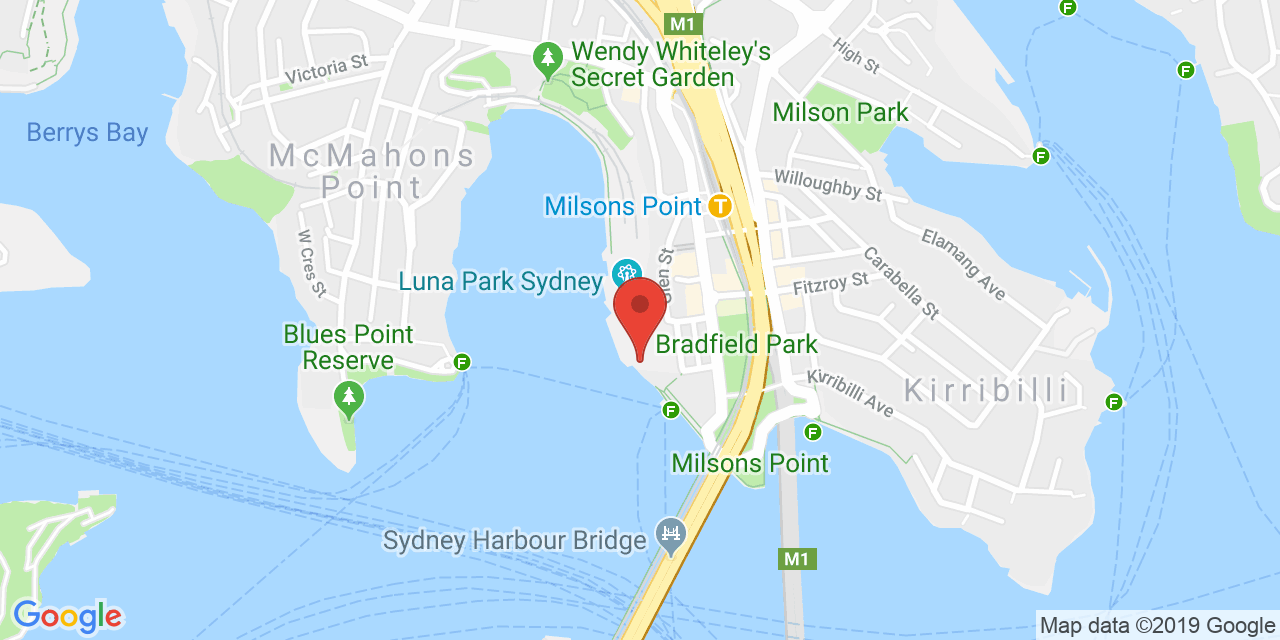 M1
Wendy Whiteley's
Secret Garden
High St
Victoria St
Milson Park
Berrys Bay
McMahons
Point
Willoughby St
Milsons Point
T
W Cres St
Elamang Ave
Carabella St
Luna Park Sydney
Glen St
Fitzroy St
Blues Point
Reserve
Bradfield Park
Kirribilli Ave
Kirribilli
F
F
F
F
F
F
F
Milsons Point
Sydney Harbour Bridge
M1
Google
Map data ©2019 Google